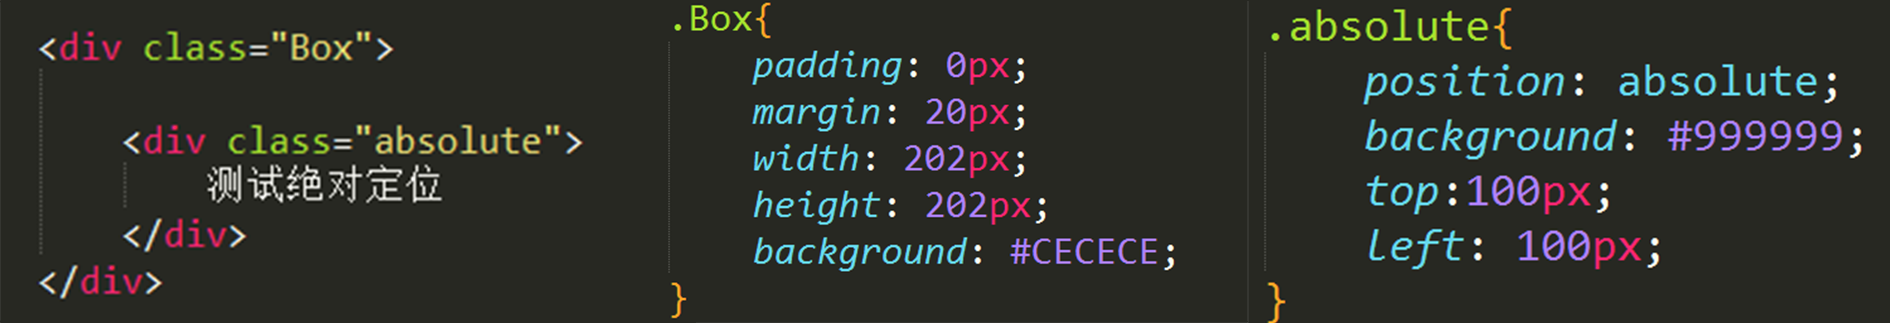 <div class="Box">
<div class="absolute">
测试绝对定位
</div>
</div>
.Box{
padding: 0px;
margin: 20px;
width: 202px;
height: 202px;
background: #CECECE;
}
.absolute{
position: absolute;
background: #999999;
top:100px;
left: 100px;
}